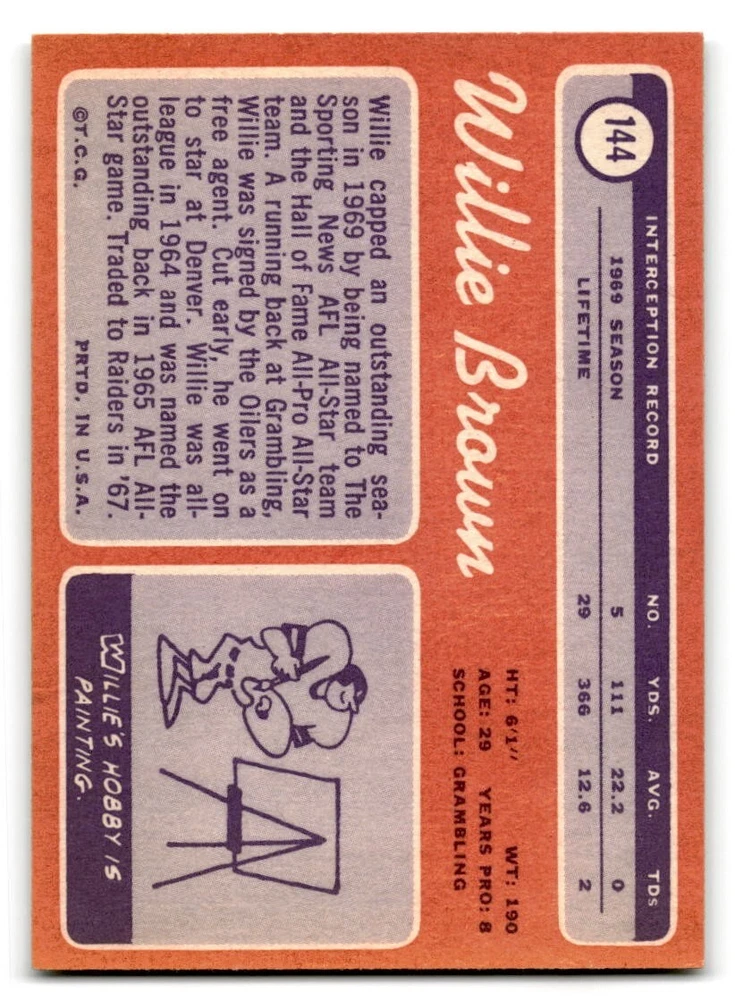 144
INTERCEPTION RECORD NO. YDS. AVG. TDs
1969 SEASON 5 111 22.2 0
LIFETIME 29 366 12.6 2
Willie Brown
HT: 6'1" WT: 190
AGE: 29 YEARS PRO: 8
SCHOOL: GRAMBLING
Willie capped an outstanding sea-
son in 1969 by being named to The
Sporting News AFL All-Star team
and the Hall of Fame All-Pro All-Star
team. A running back at Grambling,
Willie was signed by the Oilers as a
free agent. Cut early, he went on
to star at Denver. Willie was all-
league in 1964 and was named the
outstanding back in 1965 AFL All-
Star game. Traded to Raiders in '67.
©T.C.G. PRTD. IN U.S.A.
WILLIE'S HOBBY IS
PAINTING.